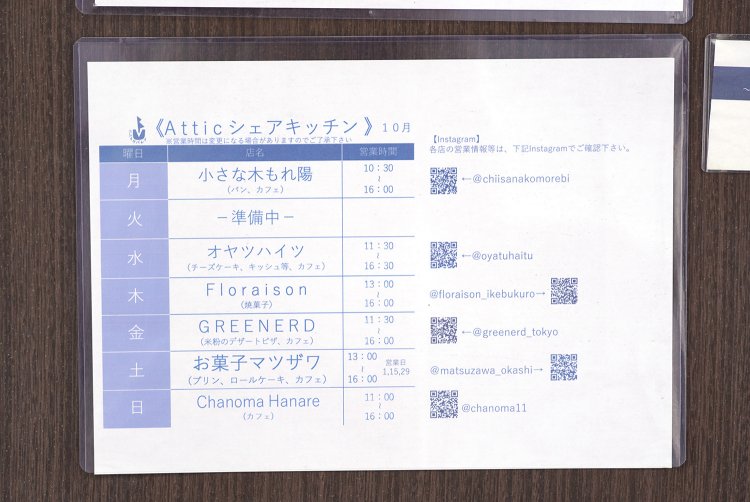 《Atticシェアキッチン》10月
※営業時間は変更になる場合がありますのでご了承下さい
【Instagram】
各店の営業情報等は、下記Instagramでご確認下さい。
曜日 店名 営業時間
月 小さな木もれ陽 10：30 ～ 16：00
(パン、カフェ)
←@chiisanakomorebi
火 －準備中－
水 オヤツハイツ 11：30 ～ 16：30
(チーズケーキ、キッシュ等、カフェ)
←@oyatuhaitu
木 Floraison 13：00 ～ 16：00
(焼菓子)
@floraison_ikebukuro→
金 GREENERD 11：30 ～ 16：00
(米粉のデザートピザ、カフェ)
←@greenerd_tokyo
土 お菓子マツザワ 13：00 ～ 16：00 営業日 1,15,29
(プリン、ロールケーキ、カフェ)
@matsuzawa_okashi→
日 Chanoma Hanare 11：00 ～ 16：00
(カフェ)
@chanoma11